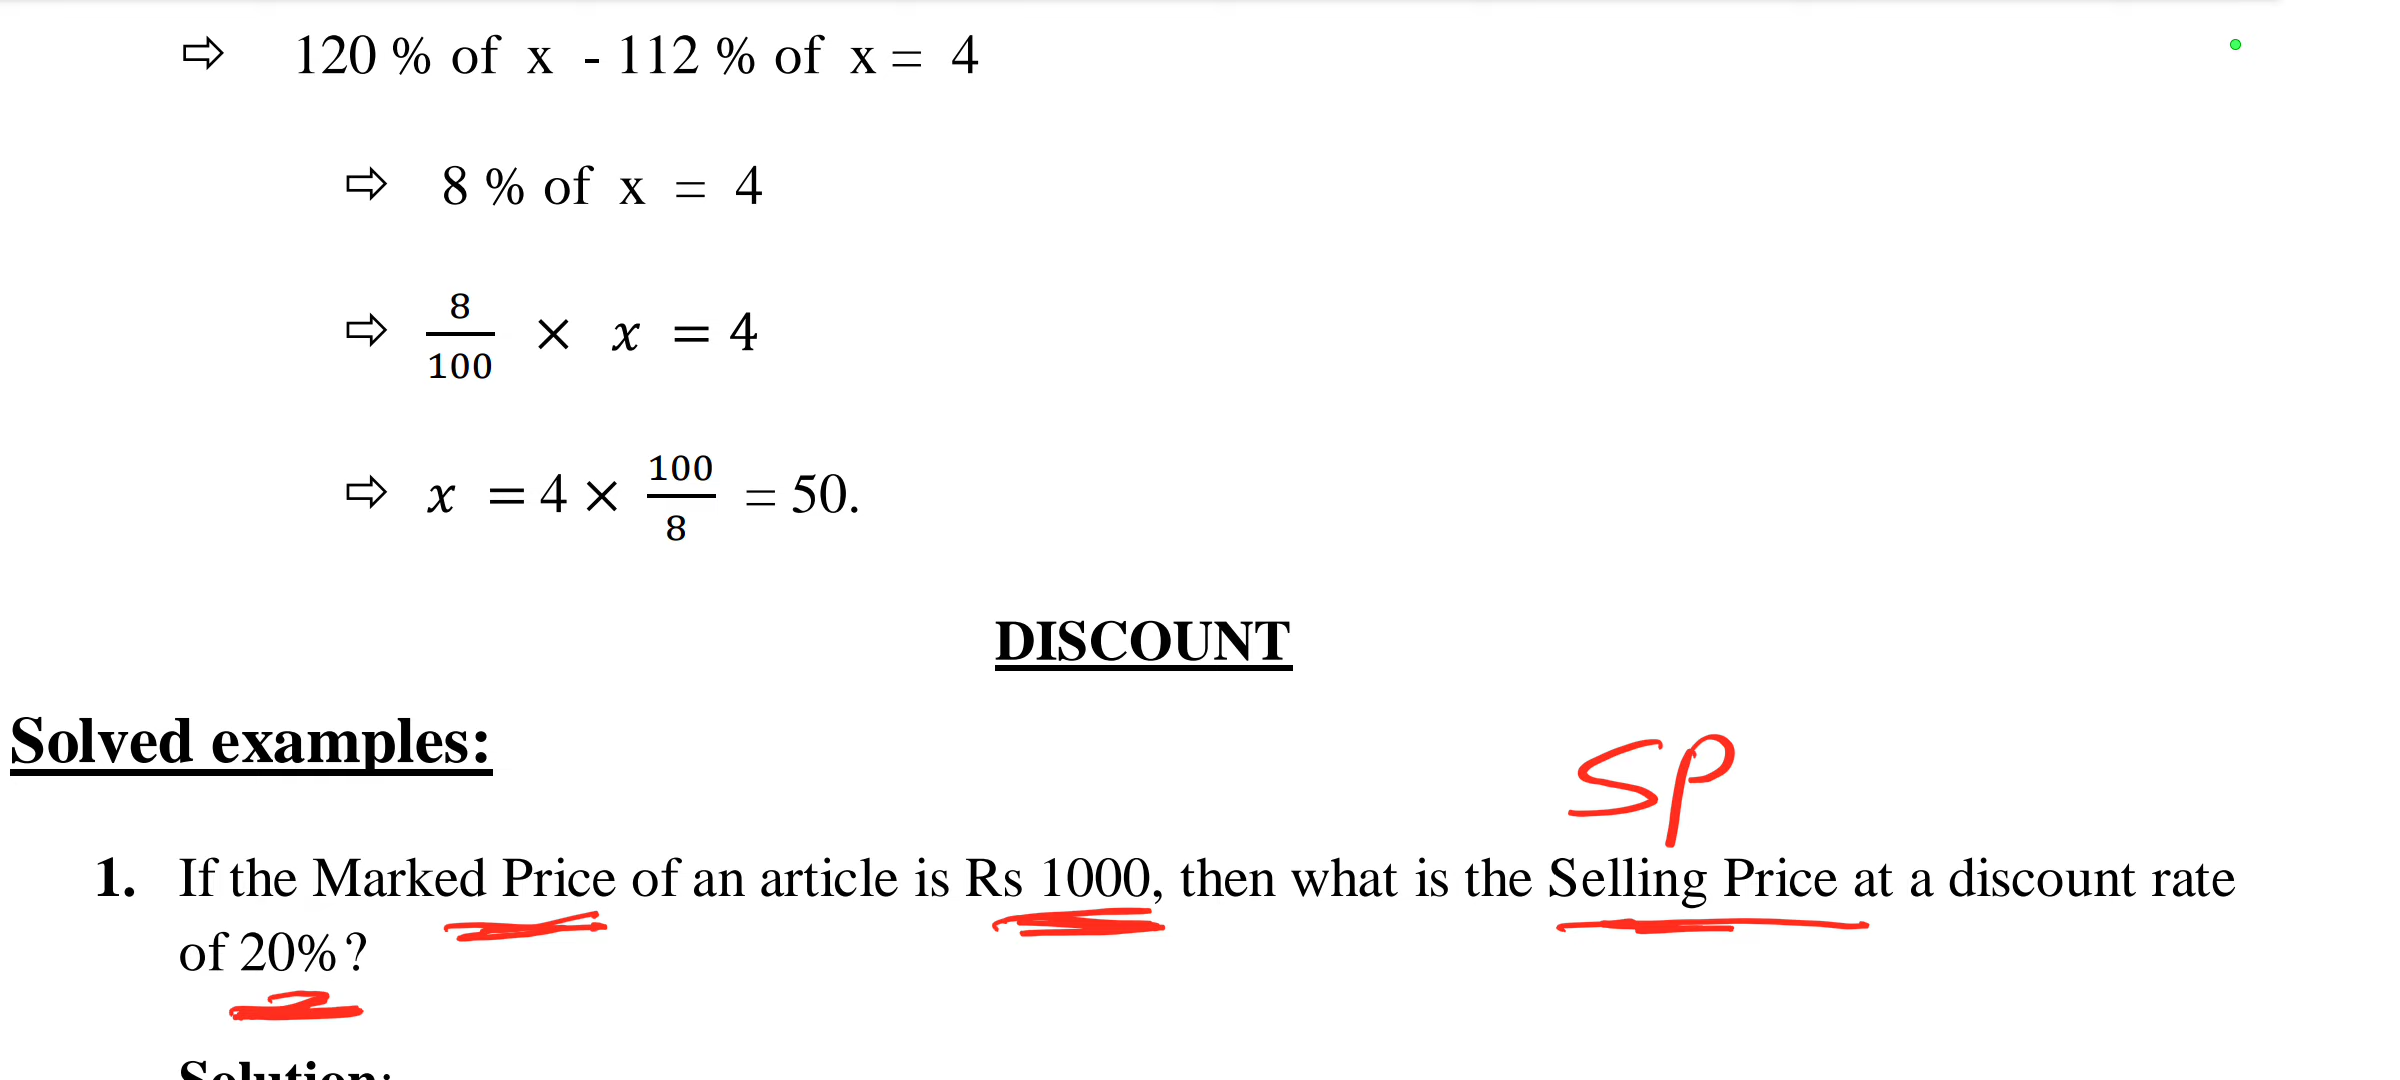 ⇨ 120 % of x - 112 % of x = 4
⇨ 8 % of x = 4
⇨ 8/100 × x = 4
⇨ x = 4 × 100/8 = 50.
DISCOUNT
Solved examples:
SP
1. If the Marked Price of an article is Rs 1000, then what is the Selling Price at a discount rate
of 20%?
Solution: